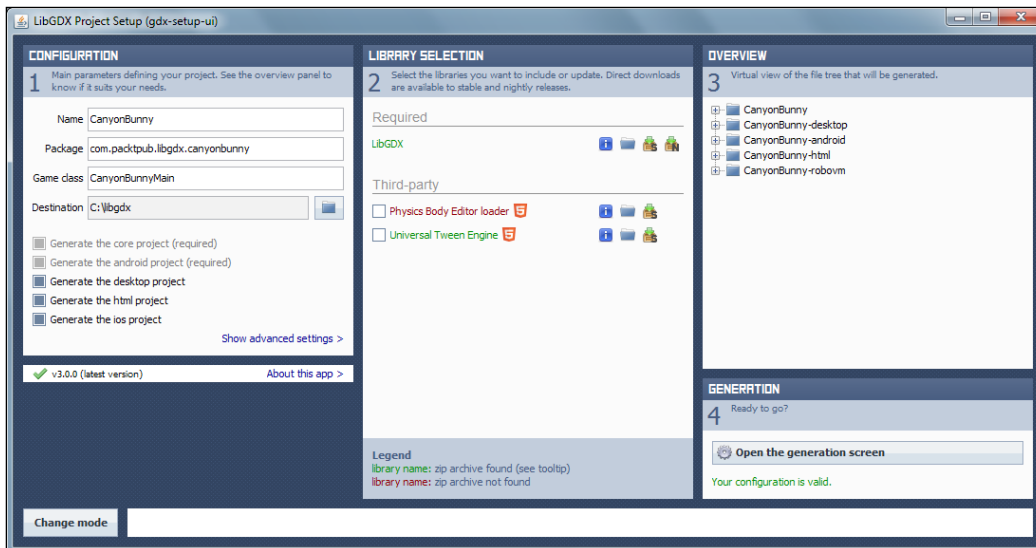 LibGDX Project Setup (gdx-setup-ui)
CONFIGURATION
1
Main parameters defining your project. See the overview panel to
know if it suits your needs.
Name
CanyonBunny
Package
com.packtpub.libgdx.canyonbunny
Game class
CanyonBunnyMain
Destination
C:\libgdx
Generate the core project (required)
Generate the android project (required)
Generate the desktop project
Generate the html project
Generate the ios project
Show advanced settings >
v3.0.0 (latest version)
About this app >
LIBRARY SELECTION
2
Select the libraries you want to include or update. Direct downloads
are available to stable and nightly releases.
Required
LibGDX
i
S
N
Third-party
Physics Body Editor loader
5
i
S
Universal Tween Engine
5
i
S
Legend
library name: zip archive found (see tooltip)
library name: zip archive not found
OVERVIEW
3
Virtual view of the file tree that will be generated.
CanyonBunny
CanyonBunny-desktop
CanyonBunny-android
CanyonBunny-html
CanyonBunny-robovm
GENERATION
4
Ready to go?
Open the generation screen
Your configuration is valid.
Change mode